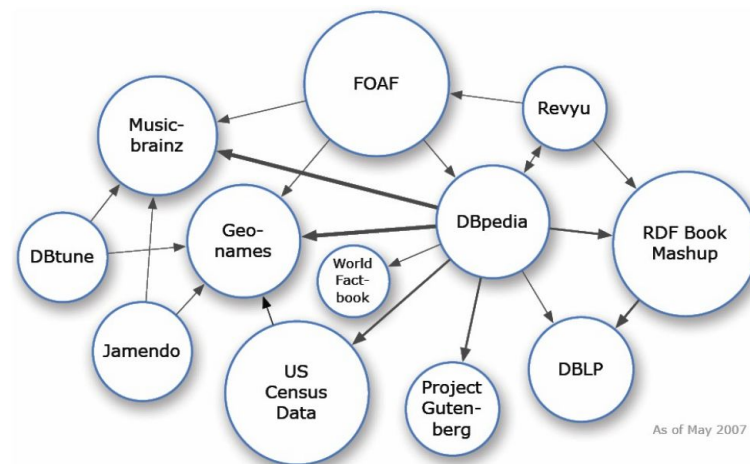 FOAF
Music-
brainz
Revyu
DBpedia
RDF Book
Mashup
DBtune
Geo-
names
World
Fact-
book
Jamendo
US
Census
Data
Project
Guten-
berg
DBLP
As of May 2007